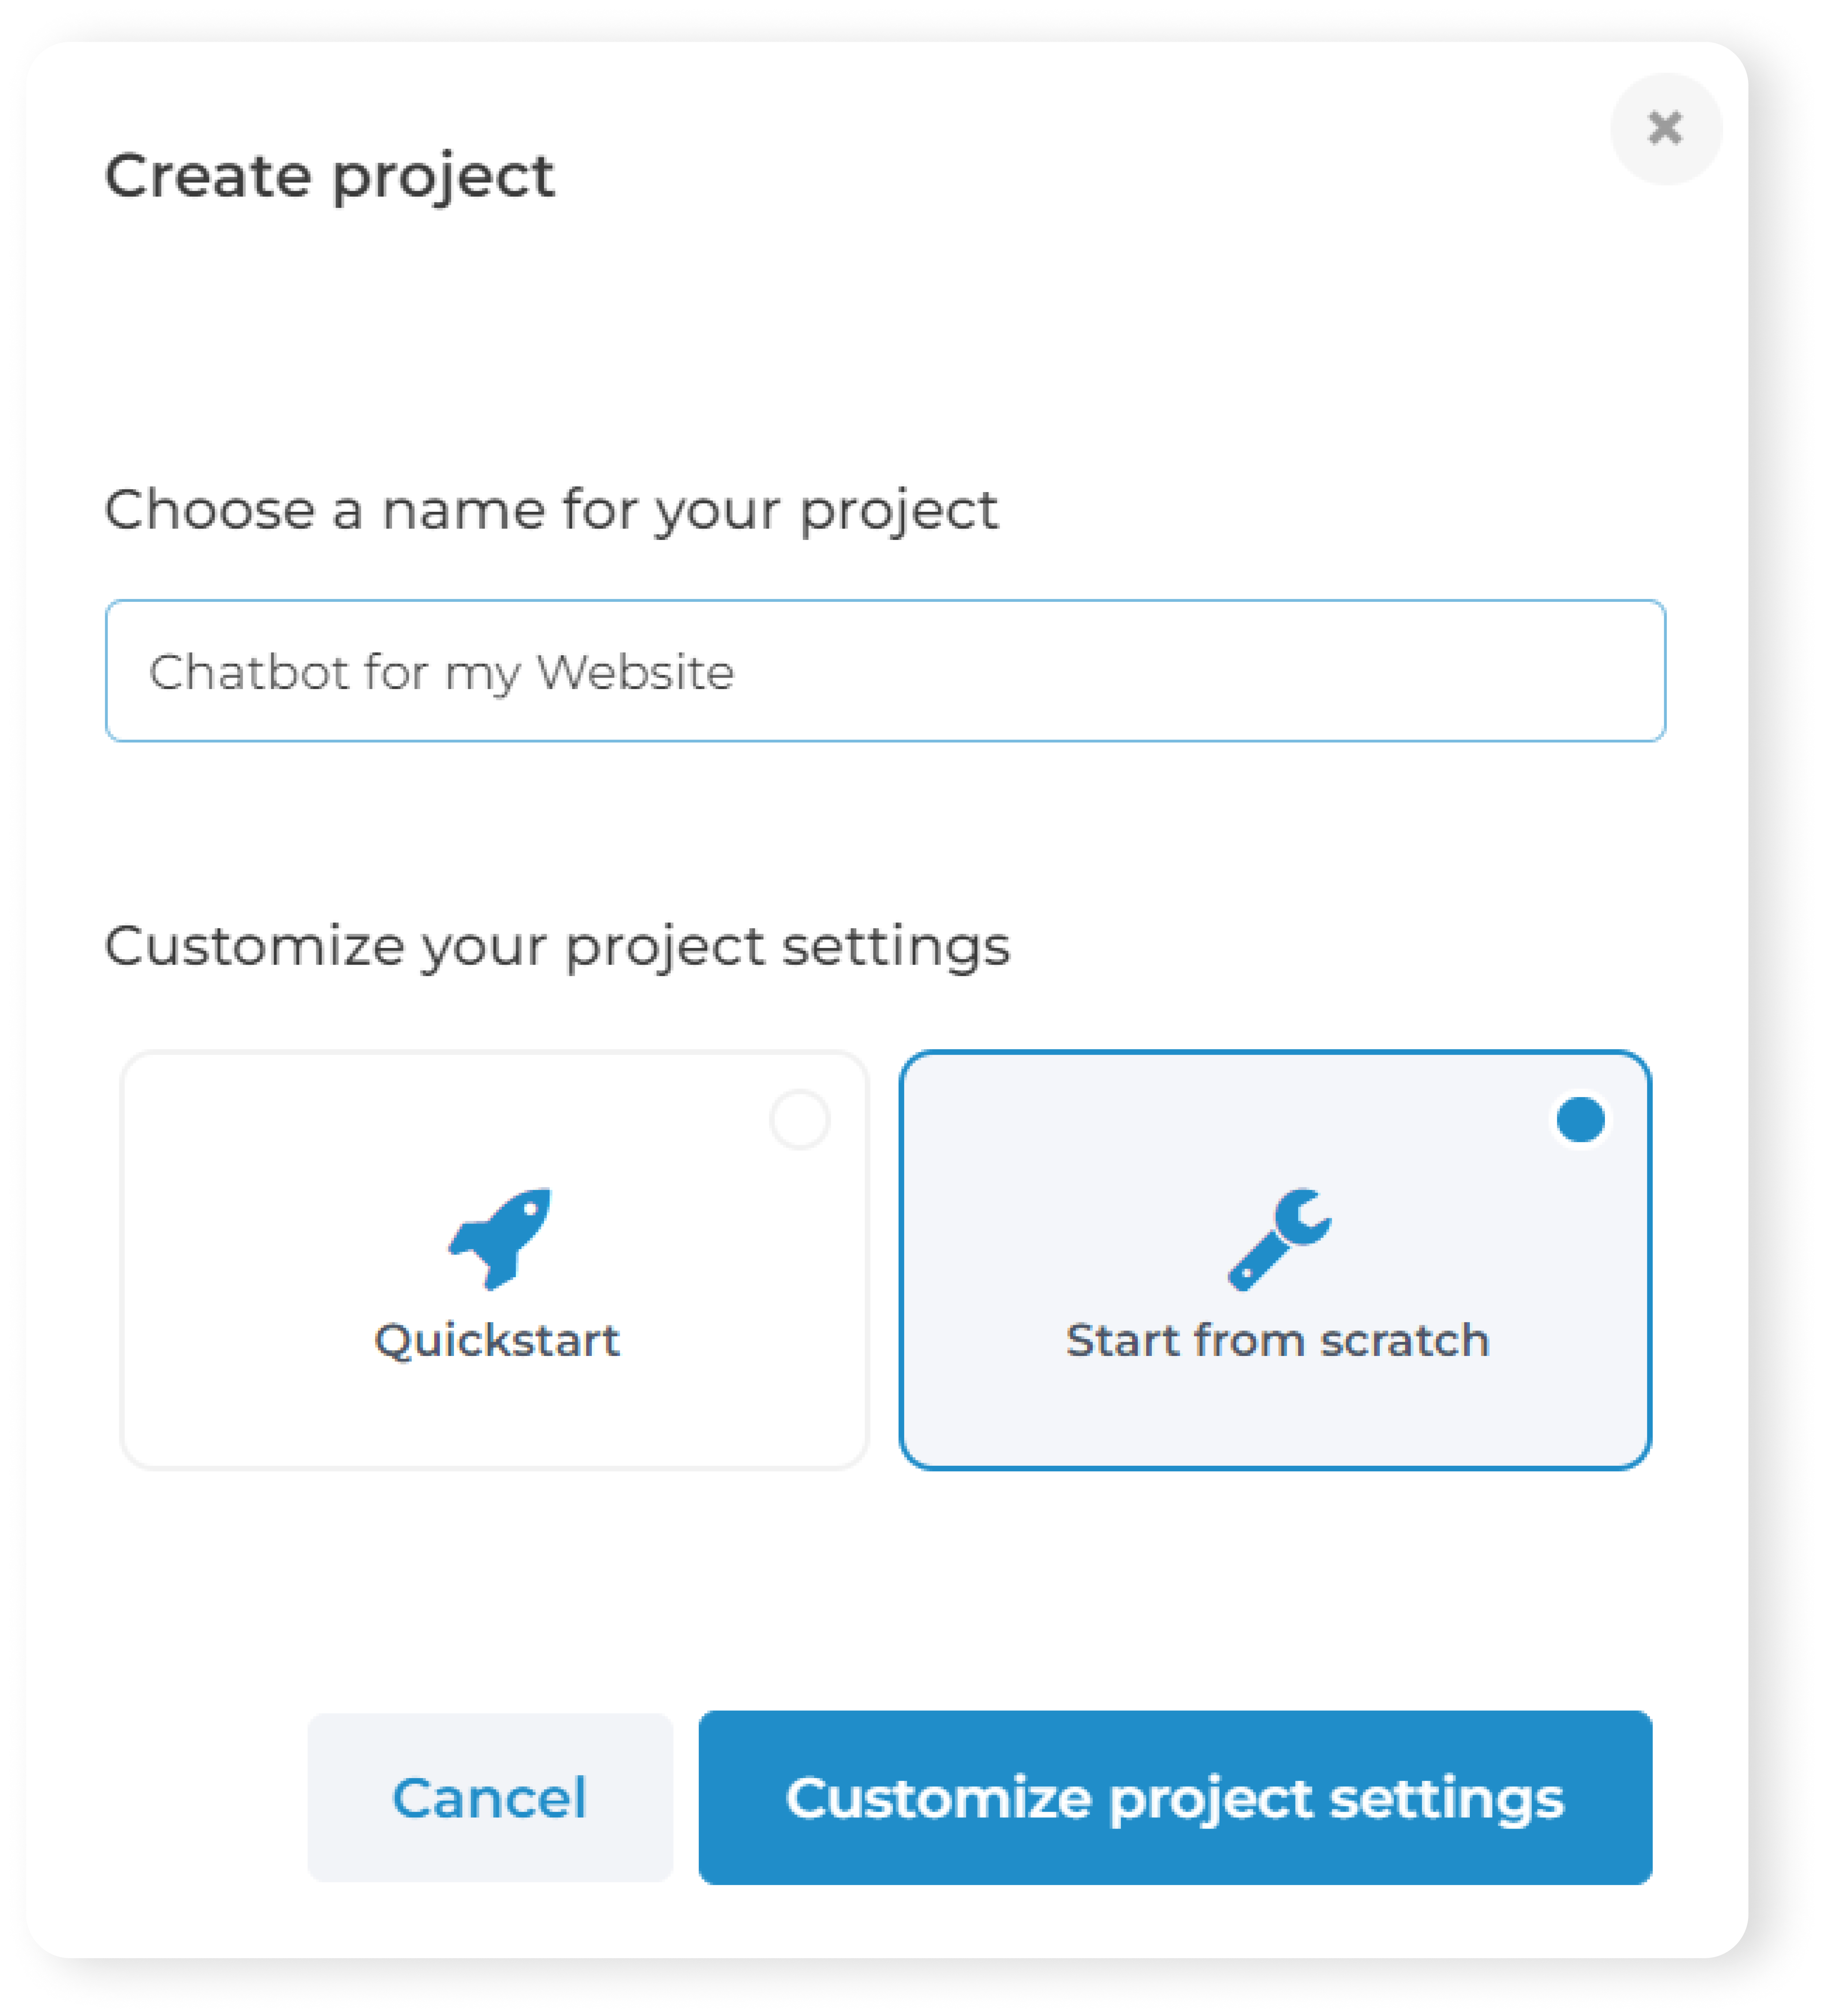 Create project
Choose a name for your project
Chatbot for my Website
Customize your project settings
Quickstart
Start from scratch
Cancel
Customize project settings